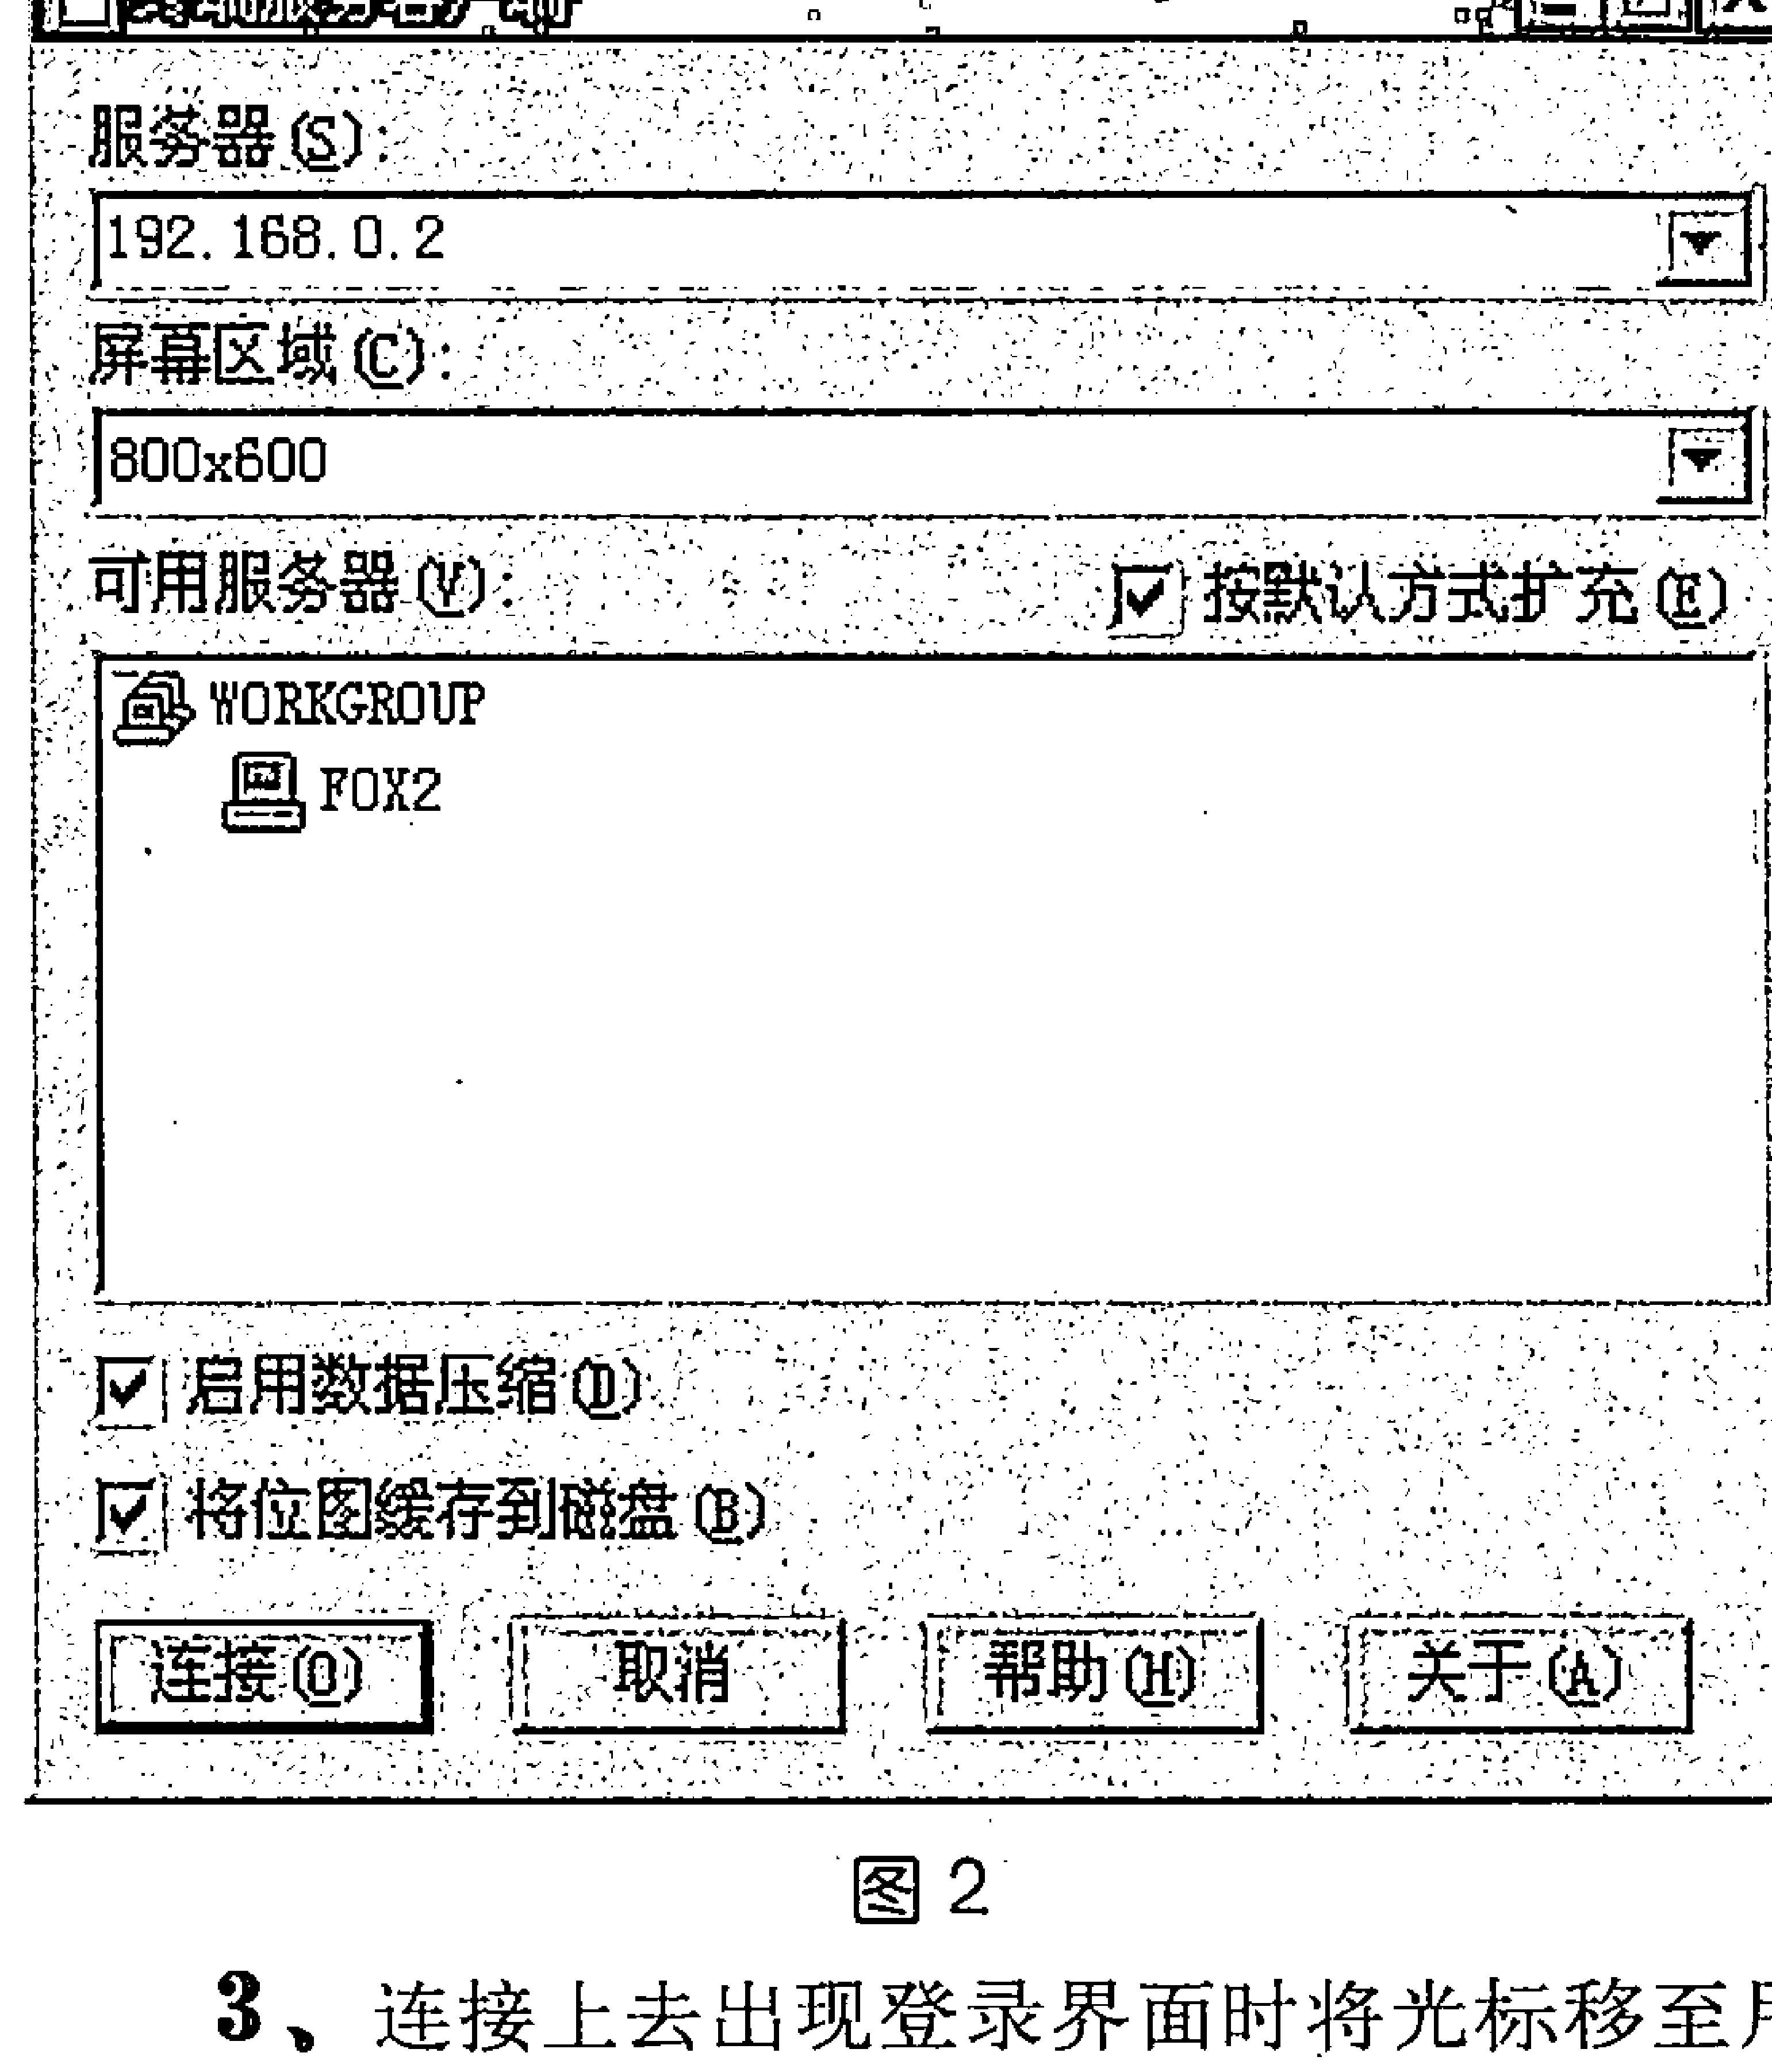 服务器(S):
192.168.0.2
屏幕区域(C):
800x600
可用服务器(V):
按默认方式扩充(E)
WORKGROUP
FOX2
启用数据压缩(D)
将位图缓存到磁盘(B)
连接(O) 取消 帮助(H) 关于(A)
图 2
3、连接上去出现登录界面时将光标移至